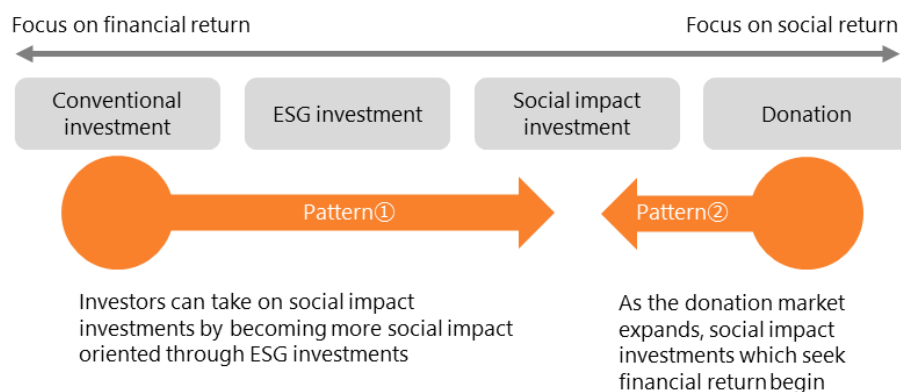 Focus on financial return
Focus on social return
Conventional
investment
ESG investment
Social impact
investment
Donation
Pattern①
Pattern②
Investors can take on social impact
investments by becoming more social impact
oriented through ESG investments
As the donation market
expands, social impact
investments which seek
financial return begin